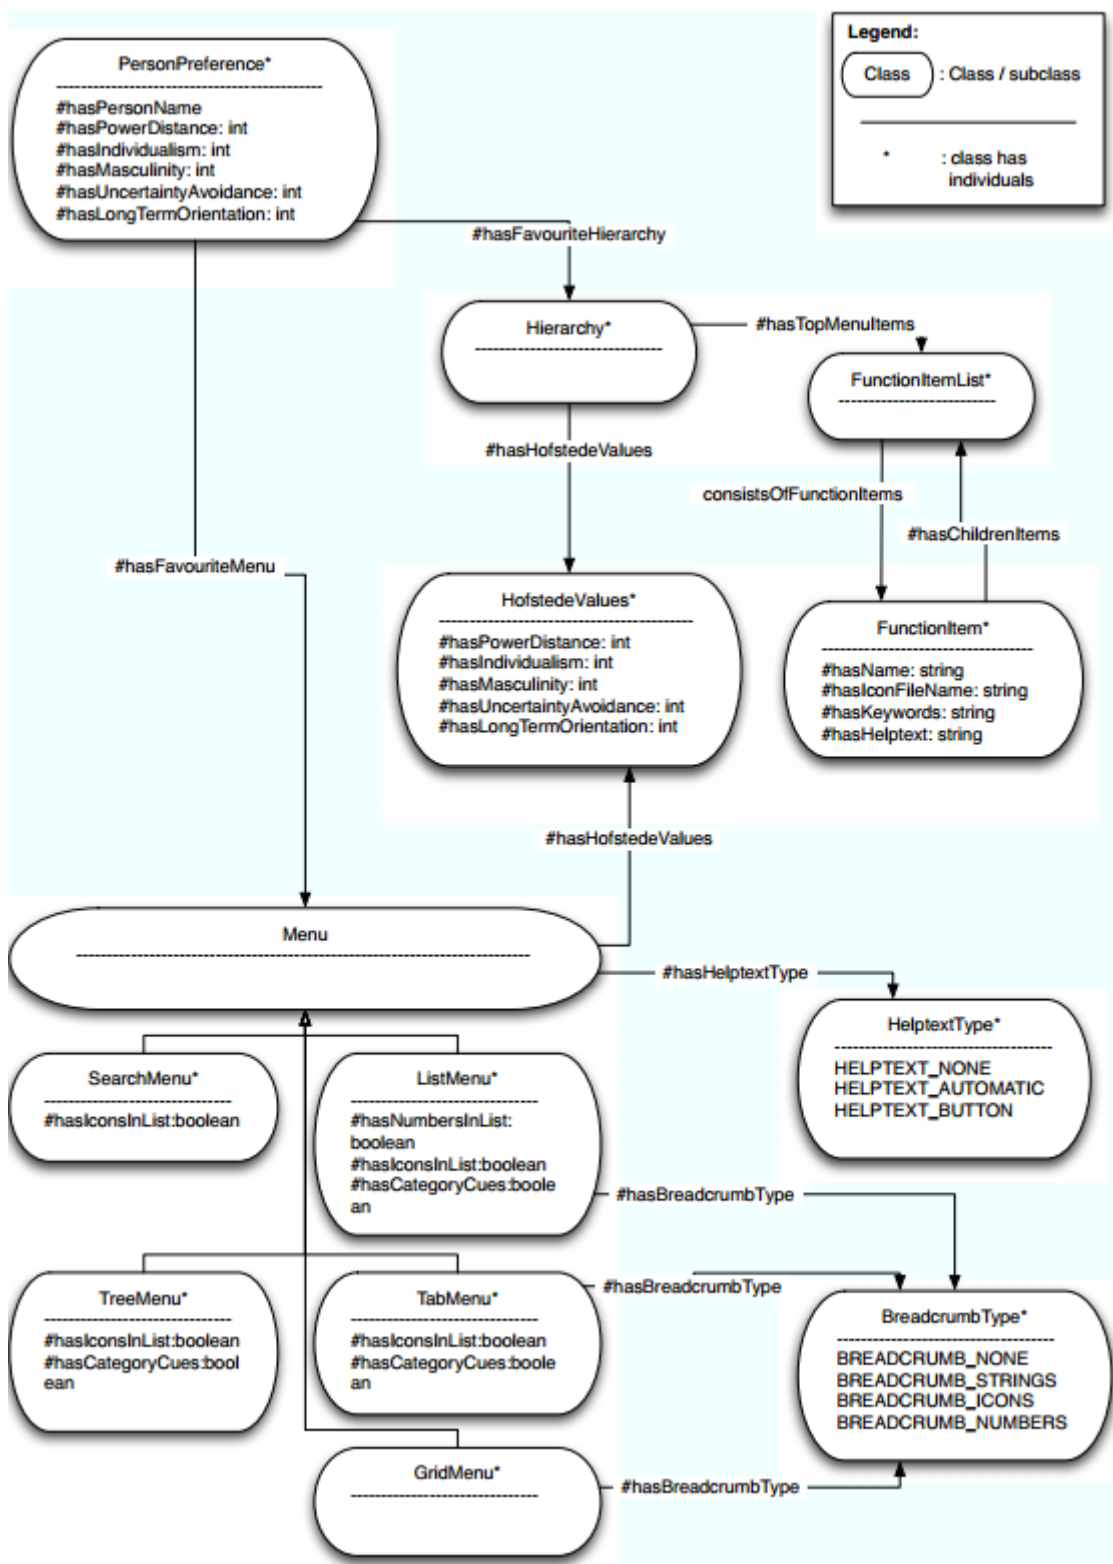 PersonPreference*
#hasPersonName
#hasPowerDistance: int
#hasIndividualism: int
#hasMasculinity: int
#hasUncertaintyAvoidance: int
#hasLongTermOrientation: int
Legend:
Class
: Class / subclass
*
: class has
individuals
#hasFavouriteHierarchy
Hierarchy*
#hasTopMenuItems
FunctionItemList*
#hasHofstedeValues
consistsOfFunctionItems
#hasChildrenItems
#hasFavouriteMenu
HofstedeValues*
#hasPowerDistance: int
#hasIndividualism: int
#hasMasculinity: int
#hasUncertaintyAvoidance: int
#hasLongTermOrientation: int
FunctionItem*
#hasName: string
#hasIconFileName: string
#hasKeywords: string
#hasHelptext: string
#hasHofstedeValues
Menu
#hasHelptextType
HelptextType*
HELPTEXT_NONE
HELPTEXT_AUTOMATIC
HELPTEXT_BUTTON
SearchMenu*
#hasIconsInList:boolean
ListMenu*
#hasNumbersInList:
boolean
#hasIconsInList:boolean
#hasCategoryCues:boole
an
#hasBreadcrumbType
TreeMenu*
#hasIconsInList:boolean
#hasCategoryCues:bool
ean
TabMenu*
#hasIconsInList:boolean
#hasCategoryCues:boole
an
#hasBreadcrumbType
BreadcrumbType*
BREADCRUMB_NONE
BREADCRUMB_STRINGS
BREADCRUMB_ICONS
BREADCRUMB_NUMBERS
GridMenu*
#hasBreadcrumbType